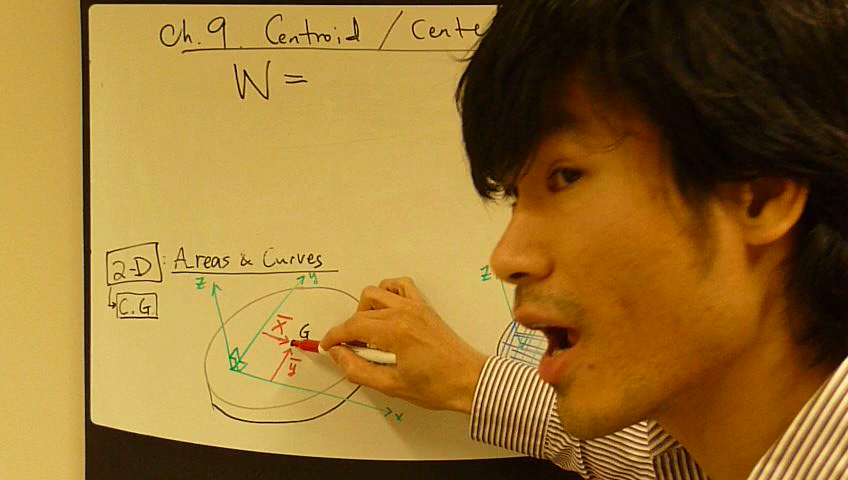 Ch. 9 Centroid / Cente
W =
2-D : Areas & Curves
C.G.
z
y
x̄
G
ȳ
x
z